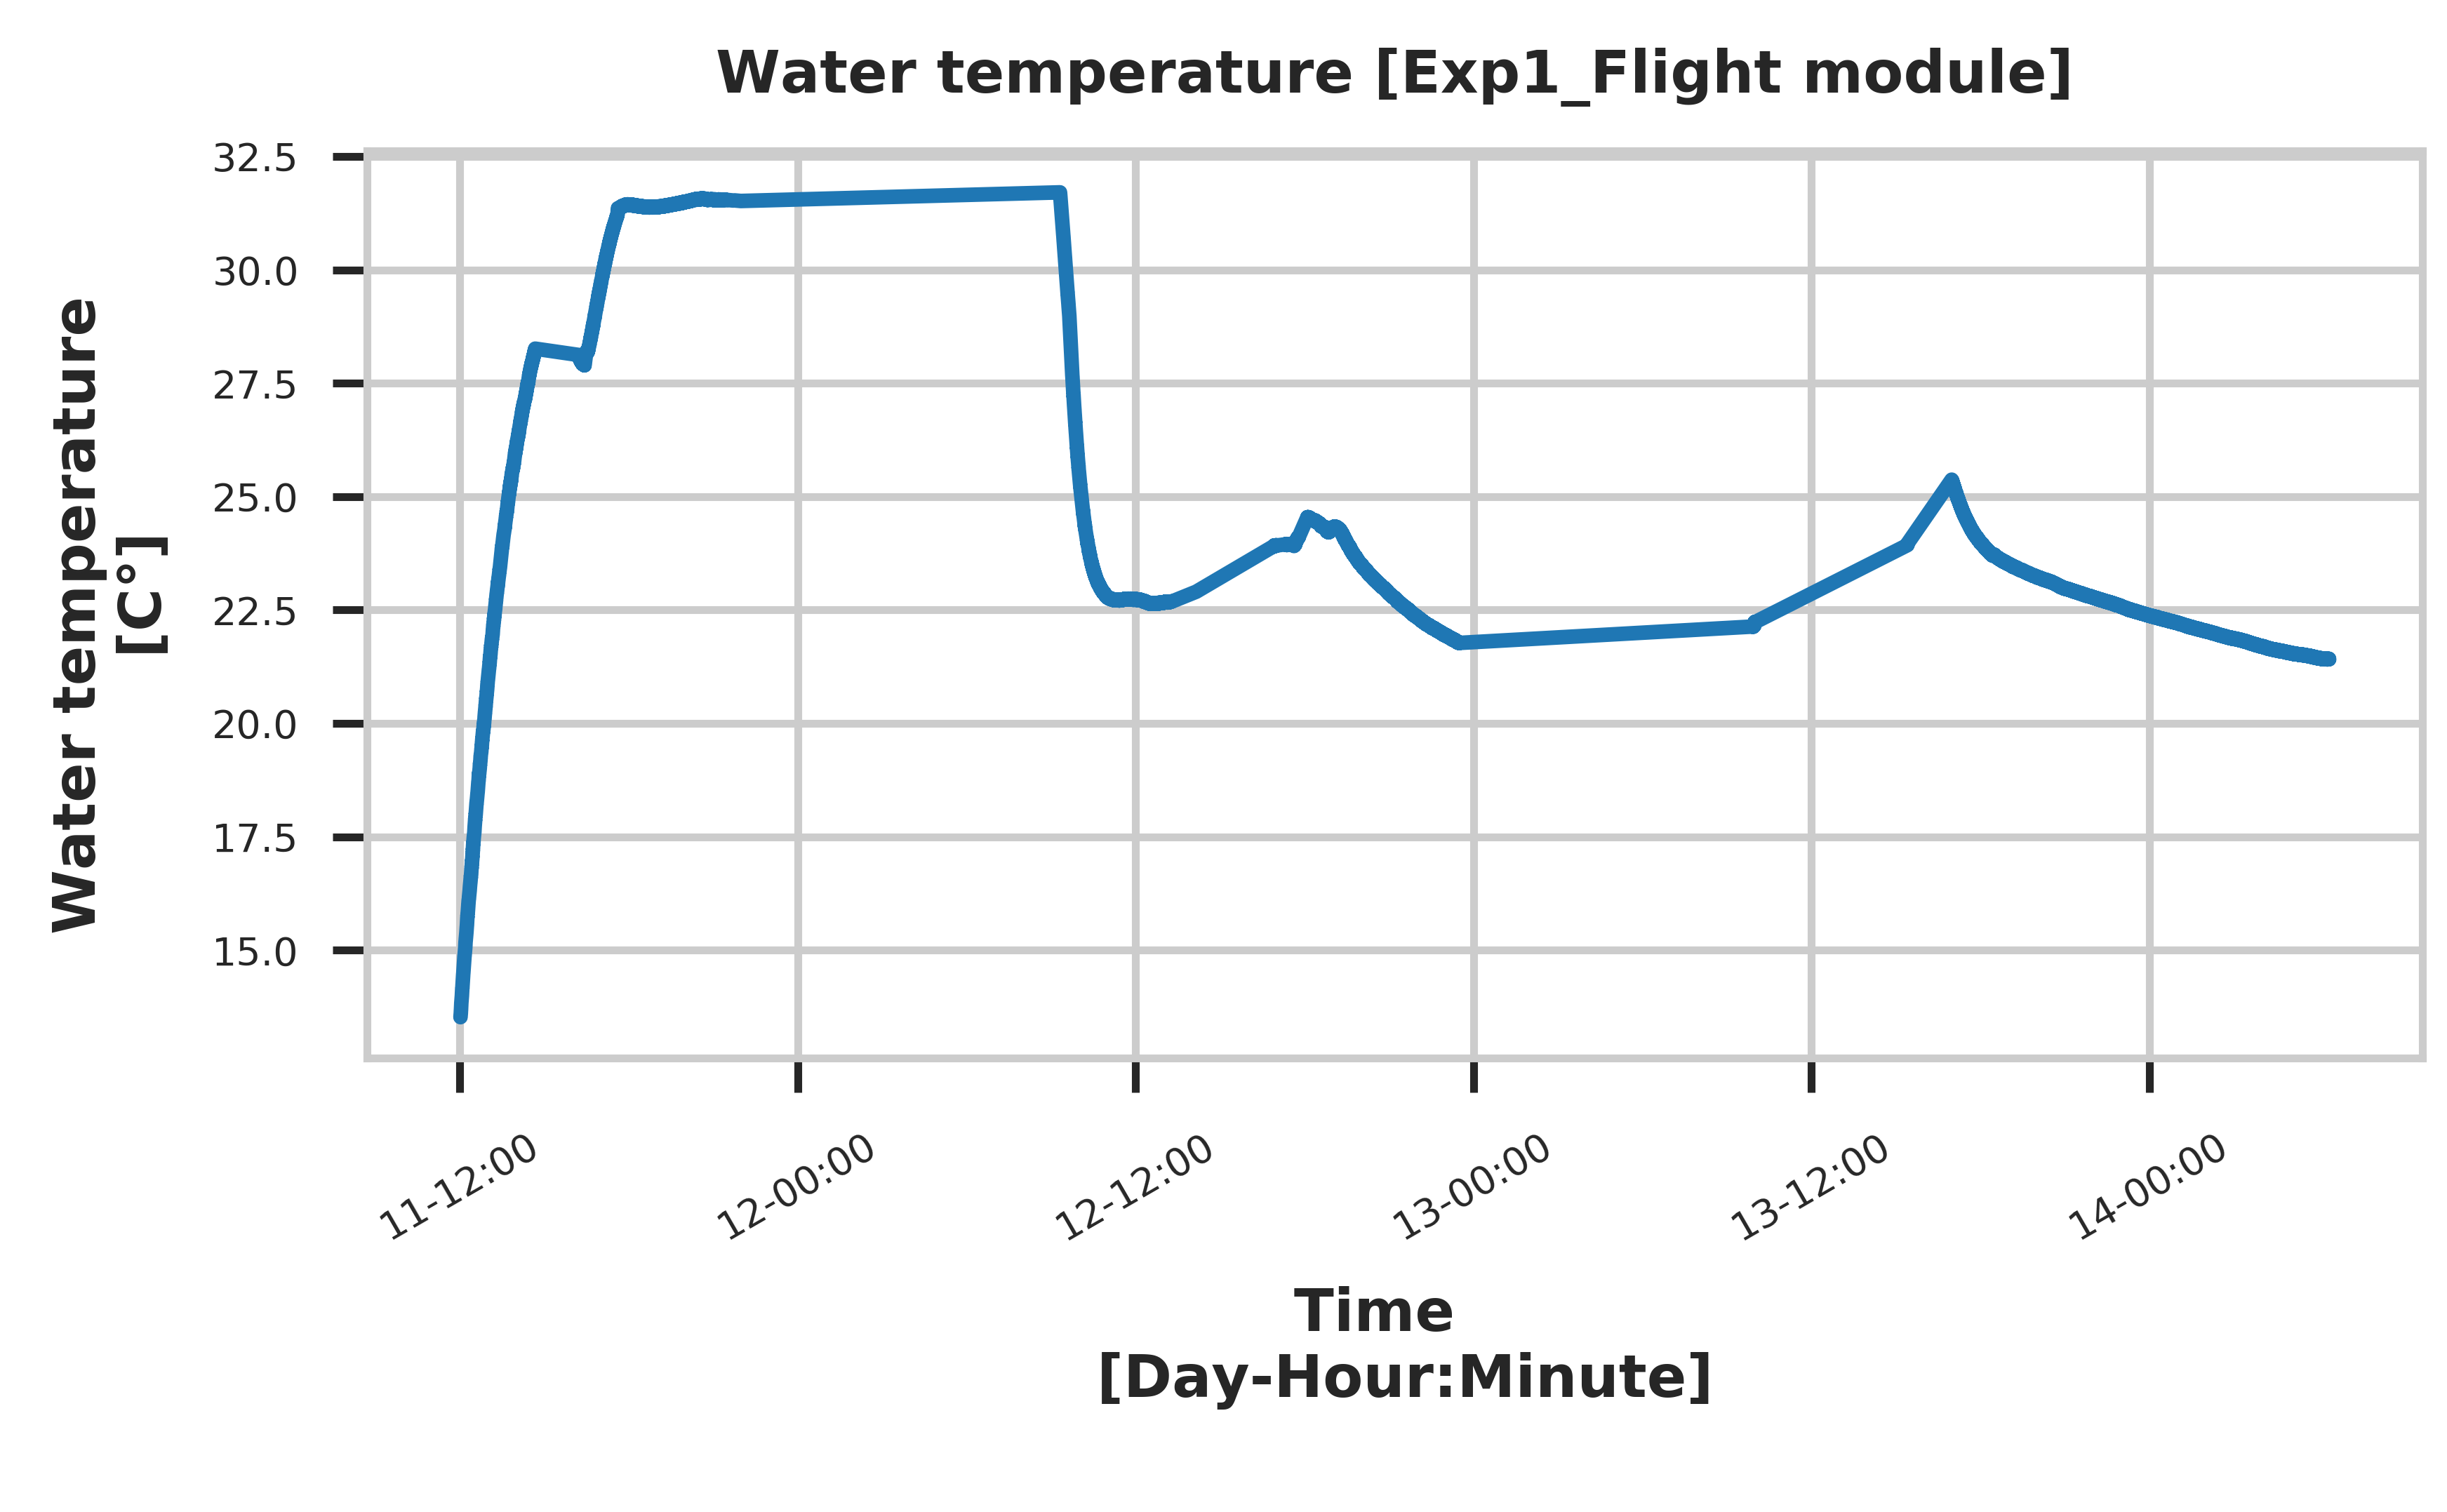 Water temperature [Exp1_Flight module]
Water temperature
[C°]
32.5
30.0
27.5
25.0
22.5
20.0
17.5
15.0
11-12:00
12-00:00
12-12:00
13-00:00
13-12:00
14-00:00
Time
[Day-Hour:Minute]